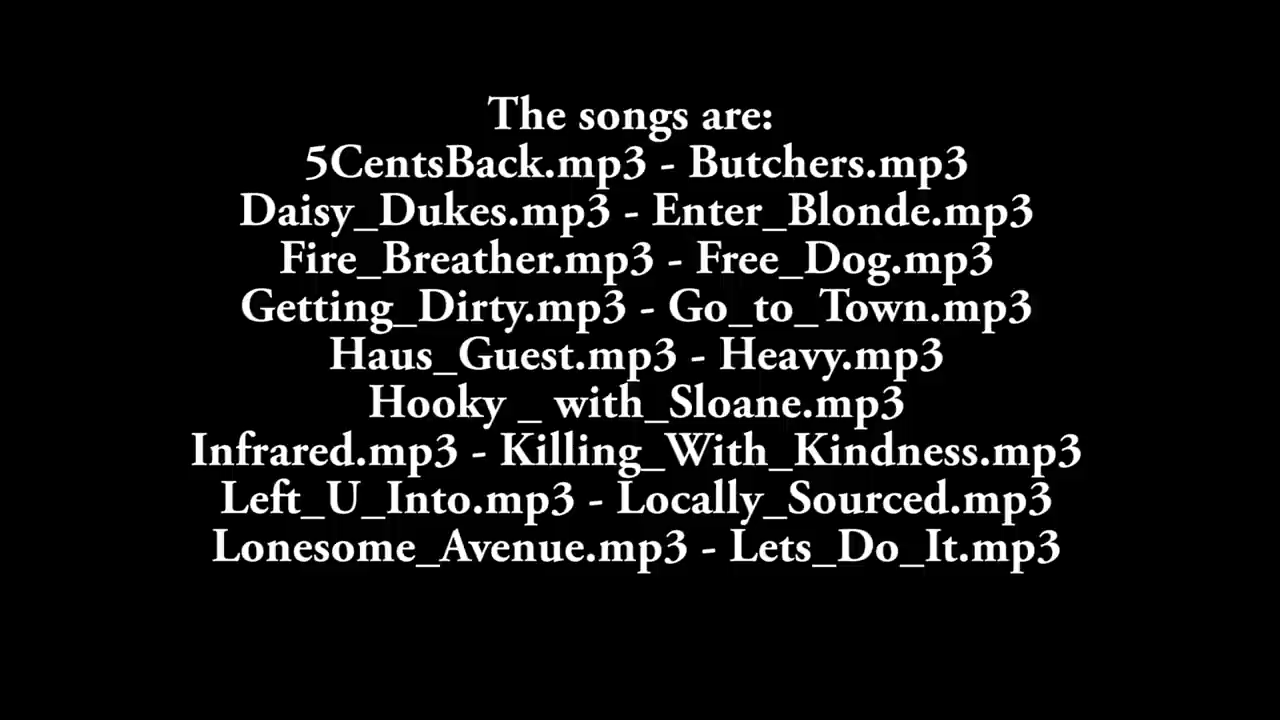 The songs are:
5CentsBack.mp3 - Butchers.mp3
Daisy_Dukes.mp3 - Enter_Blonde.mp3
Fire_Breather.mp3 - Free_Dog.mp3
Getting_Dirty.mp3 - Go_to_Town.mp3
Haus_Guest.mp3 - Heavy.mp3
Hooky _ with_Sloane.mp3
Infrared.mp3 - Killing_With_Kindness.mp3
Left_U_Into.mp3 - Locally_Sourced.mp3
Lonesome_Avenue.mp3 - Lets_Do_It.mp3